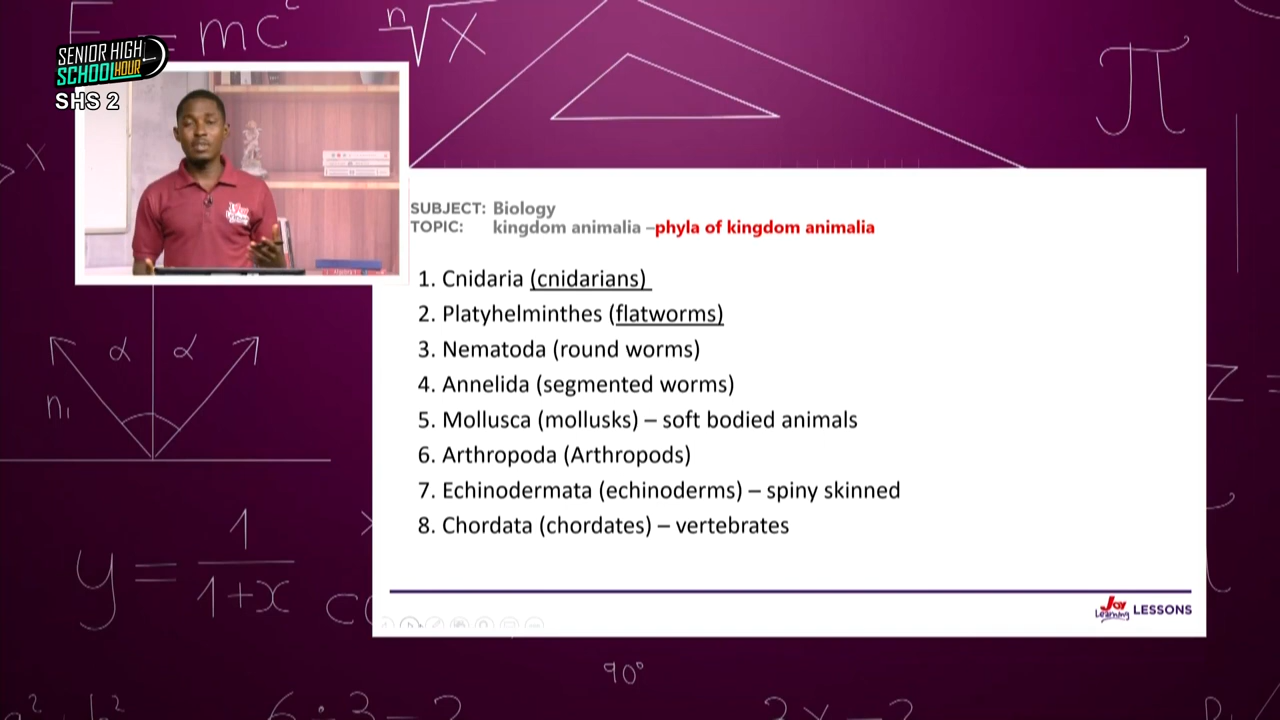 E = mc²
n√x
π
SENIOR HIGH
SCHOOL HOUR
SHS 2
x
SUBJECT: Biology
TOPIC: kingdom animalia –phyla of kingdom animalia
1. Cnidaria (cnidarians)
2. Platyhelminthes (flatworms)
3. Nematoda (round worms)
4. Annelida (segmented worms)
5. Mollusca (mollusks) – soft bodied animals
6. Arthropoda (Arthropods)
7. Echinodermata (echinoderms) – spiny skinned
8. Chordata (chordates) – vertebrates
α α
n₁
z =
y = 1/1+x
Joy Learning LESSONS
90°